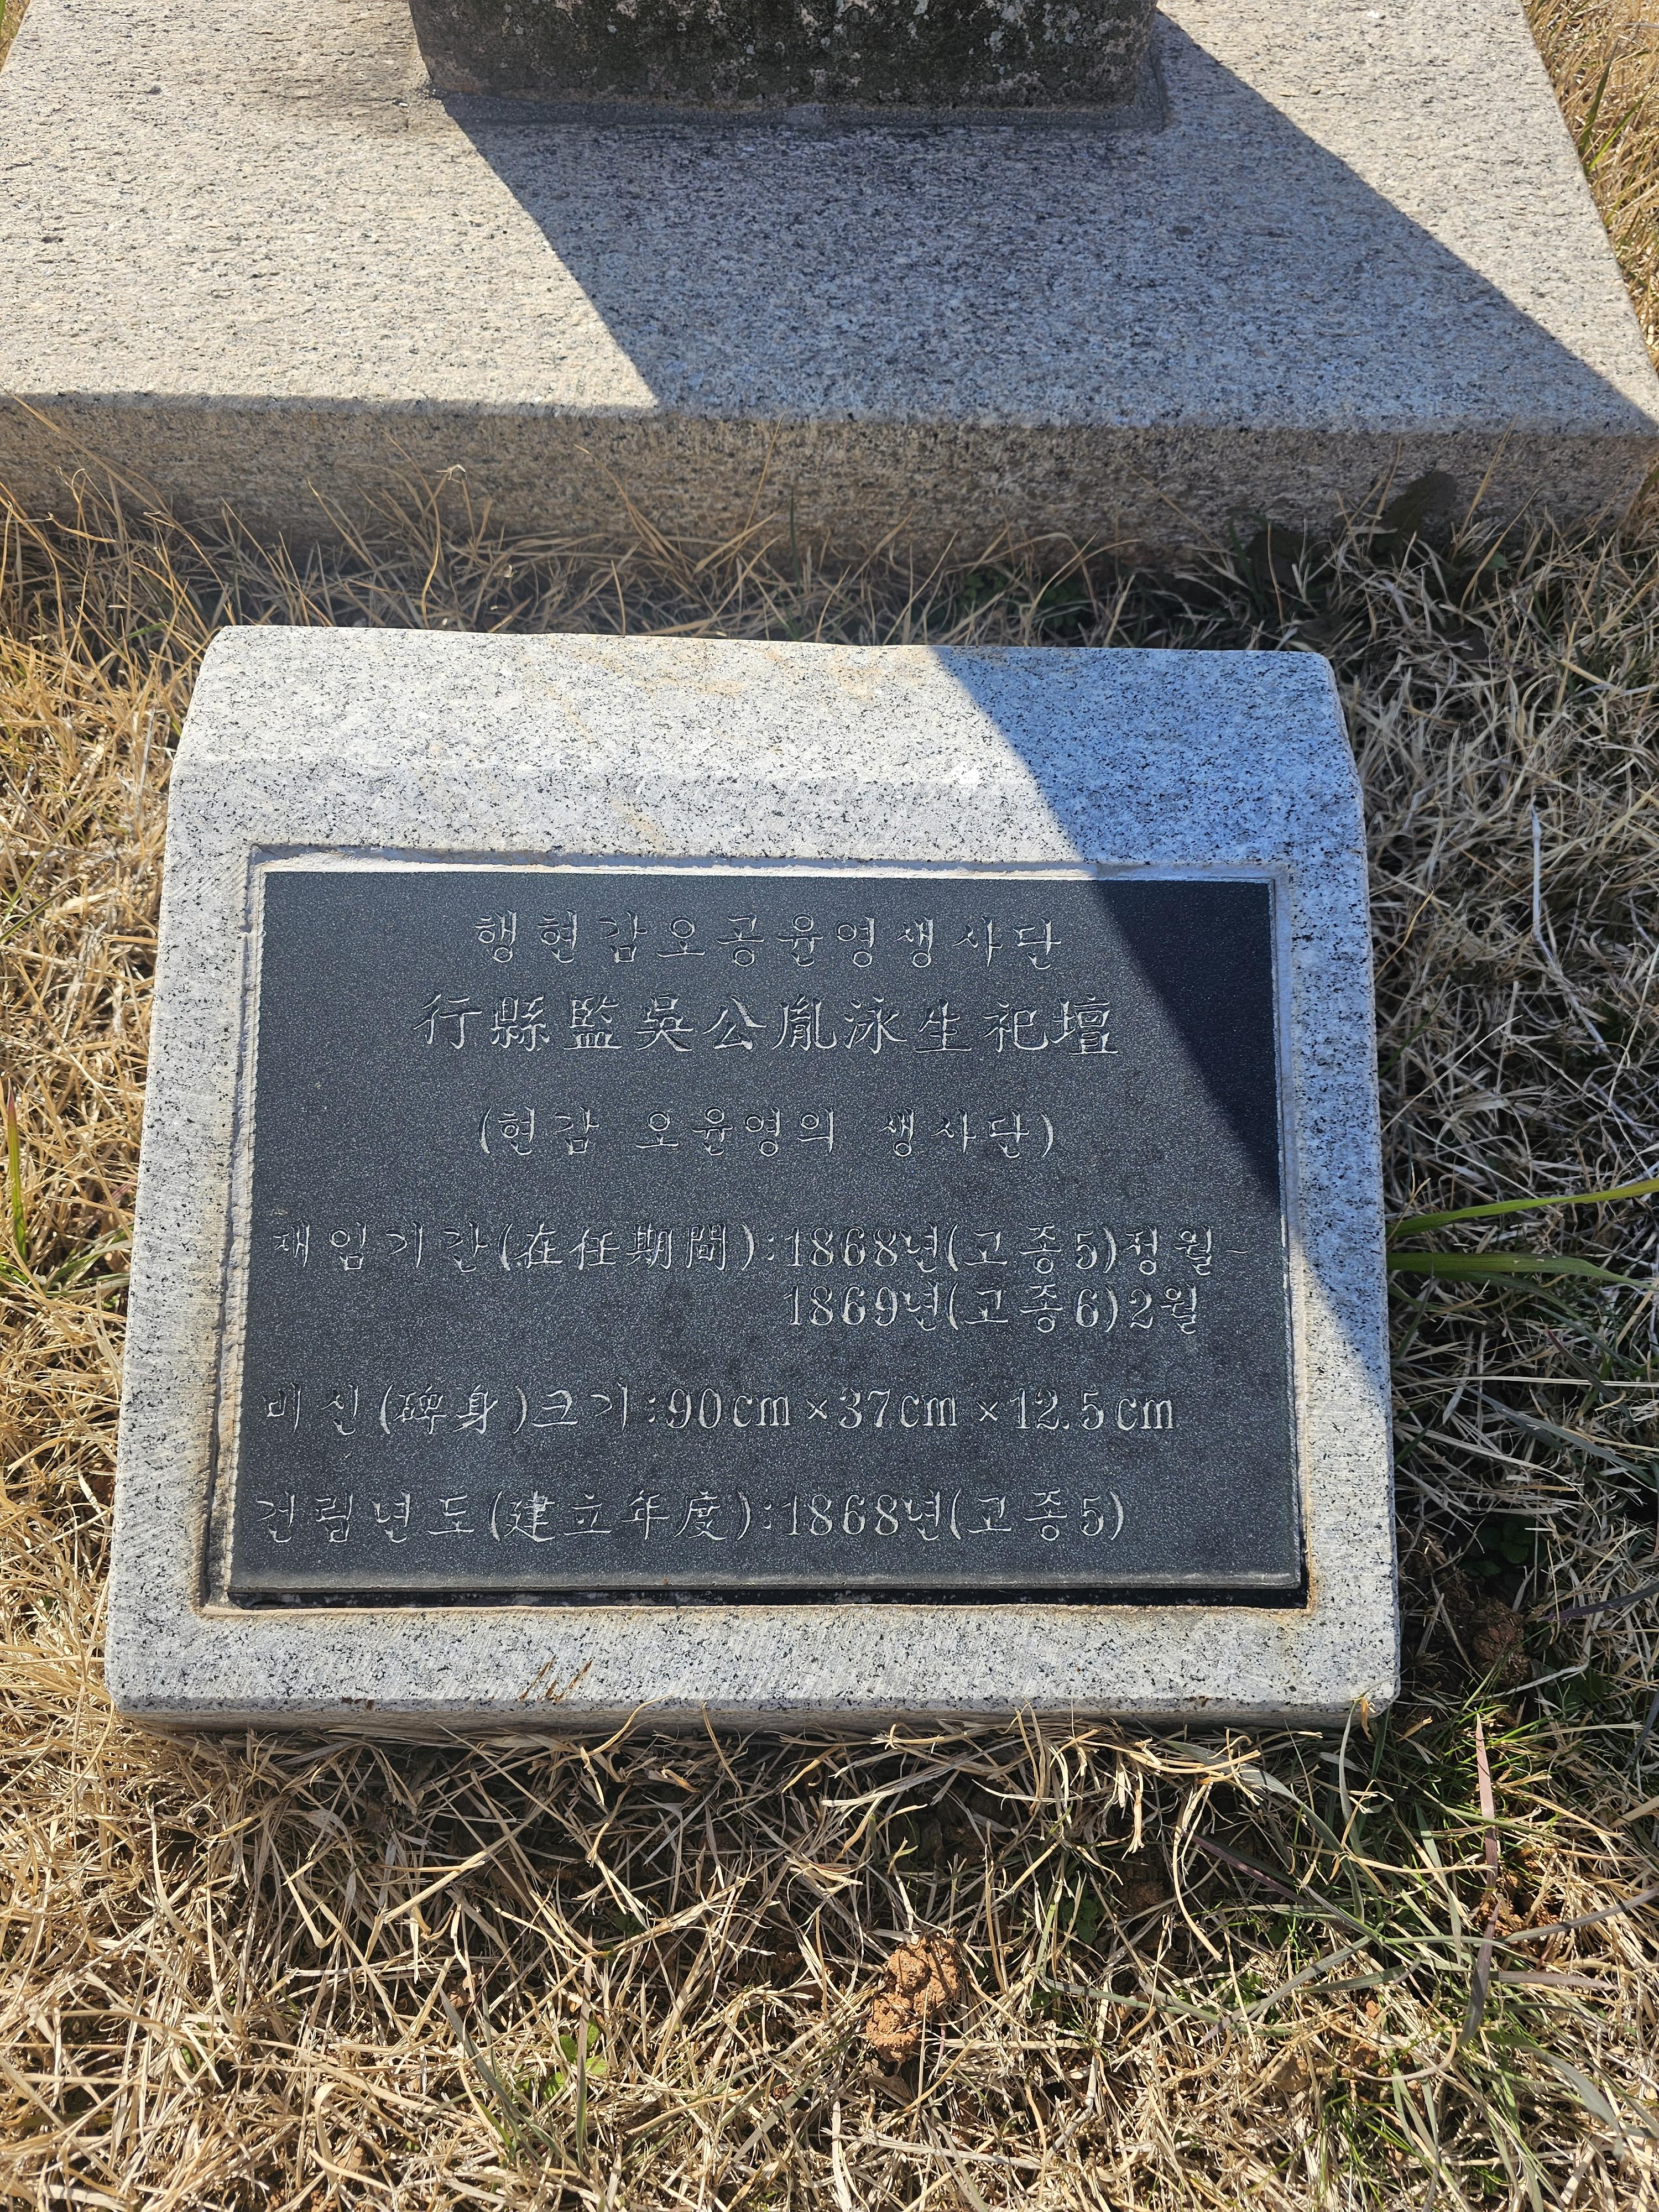 행현감오공윤영생사단
行縣監吳公胤泳生祀壇
(현감 오윤영의 생사단)
재임기간(在任期間):1868년(고종5)정월~
1869년(고종6)2월
비신(碑身)크기:90cm×37cm×12.5cm
건립년도(建立年度):1868년(고종5)